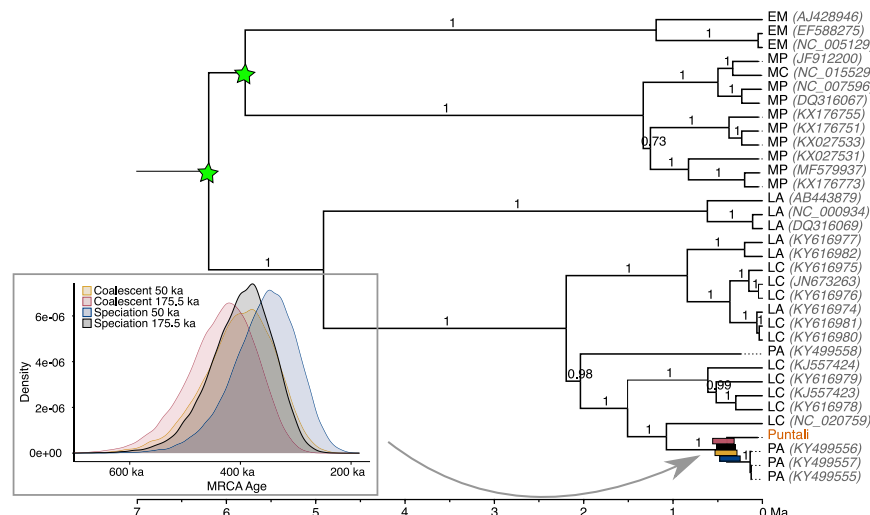 EM (AJ428946)
EM (EF588275)
EM (NC_005129)
MP (JF912200)
MC (NC_015529
MP (NC_007596)
MP (DQ316067)
MP (KX176755)
MP (KX176751)
MP (KX027533)
MP (KX027531)
MP (MF579937)
MP (KX176773)
LA (AB443879)
LA (NC_000934)
LA (DQ316069)
LA (KY616977)
LA (KY616982)
LC (KY616975)
LC (JN673263)
LC (KY616976)
LA (KY616974)
LC (KY616981)
LC (KY616980)
PA (KY499558)
LC (KJ557424)
LC (KY616979)
LC (KJ557423)
LC (KY616978)
LC (NC_020759)
Puntali
PA (KY499556)
PA (KY499557)
PA (KY499555)
1
1
1
1
1
1
1
1
1
0.73
1
1
1
1
1
1
1
1
1
1
1
1
0.98
1
1
0.99
1
1
1
1
Coalescent 50 ka
Coalescent 175.5 ka
Speciation 50 ka
Speciation 175.5 ka
Density
6e-06
4e-06
2e-06
0e+00
600 ka
400 ka
200 ka
MRCA Age
7
6
5
4
3
2
1
0 Ma